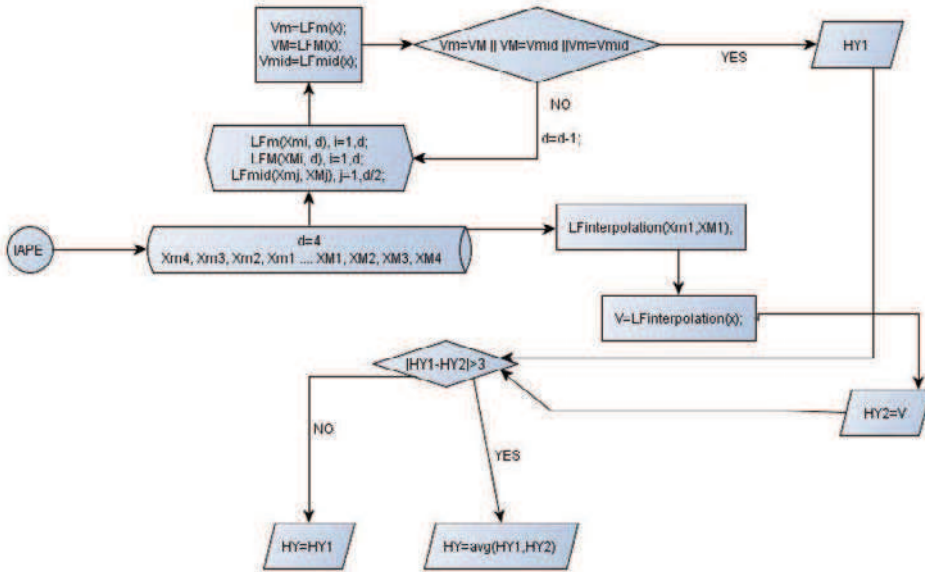 Vm=LFm(x);
VM=LFM(x);
Vmid=LFmid(x);
Vm=VM || VM=Vmid ||Vm=Vmid
YES
HY1
NO
d=d-1;
LFm(Xmi, d), i=1,d;
LFM(XMi, d), i=1,d;
LFmid(Xmj, XMj), j=1,d/2;
IAPE
d=4
Xm4, Xm3, Xm2, Xm1 .... XM1, XM2, XM3, XM4
LFinterpolation(Xm1,XM1),
V=LFinterpolation(x);
|HY1-HY2|>3
HY2=V
NO
YES
HY=HY1
HY=avg(HY1,HY2)